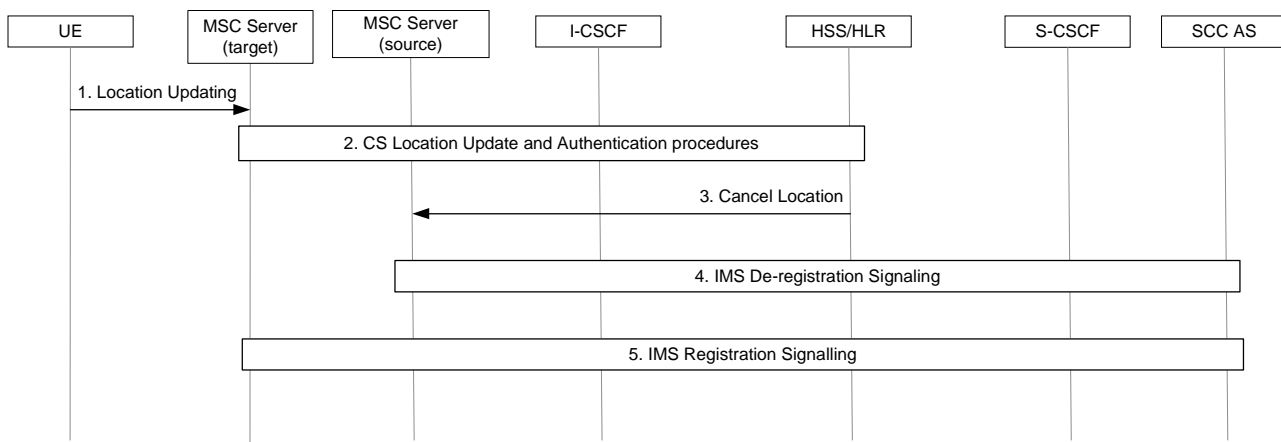 UE
MSC Server
(target)
MSC Server
(source)
I-CSCF
HSS/HLR
S-CSCF
SCC AS
1. Location Updating
2. CS Location Update and Authentication procedures
3. Cancel Location
4. IMS De-registration Signaling
5. IMS Registration Signalling